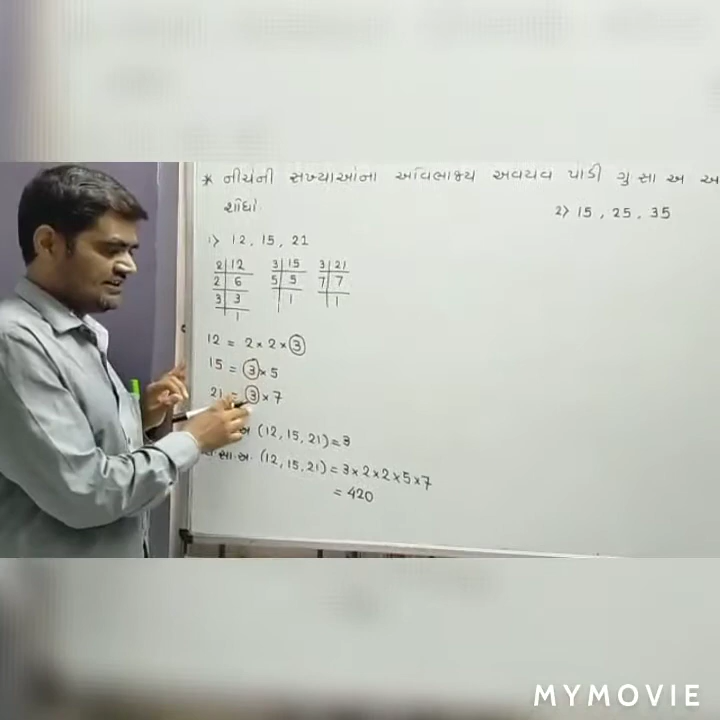 * નીચેની સંખ્યાઓના અવિભાજ્ય અવયવ પાડી ગુ સા અ અ
શોધો.
1) 12, 15, 21
2) 15, 25, 35
2 | 12
2 | 6
3 | 3
1
3 | 15
5 | 5
1
3 | 21
7 | 7
1
12 = 2 × 2 × 3
15 = 3 × 5
21 = 3 × 7
અ (12, 15, 21) = 3
સા. અ. (12, 15, 21) = 3 × 2 × 2 × 5 × 7
= 420
MYMOVIE